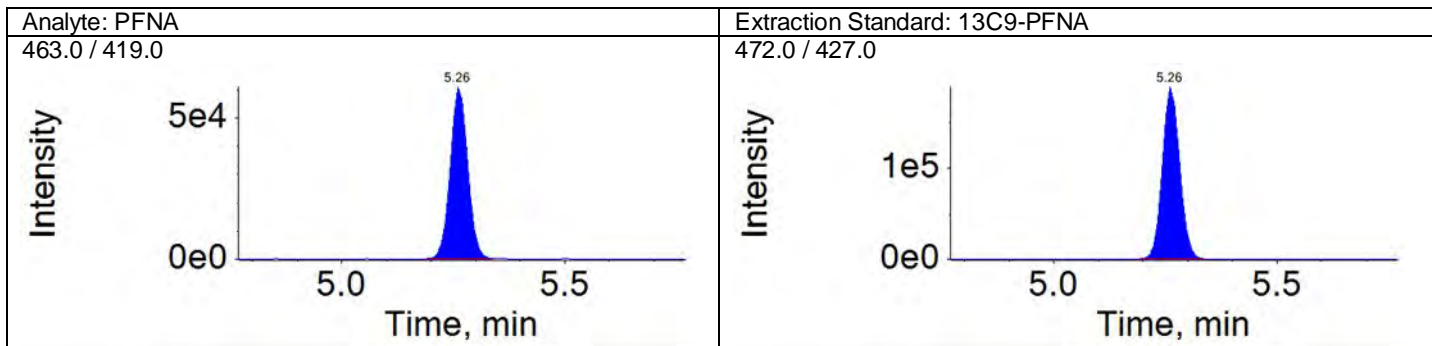 Analyte: PFNA
463.0 / 419.0
5.26
5e4
0e0
Intensity
5.0
5.5
Time, min
Extraction Standard: 13C9-PFNA
472.0 / 427.0
5.26
1e5
0e0
Intensity
5.0
5.5
Time, min